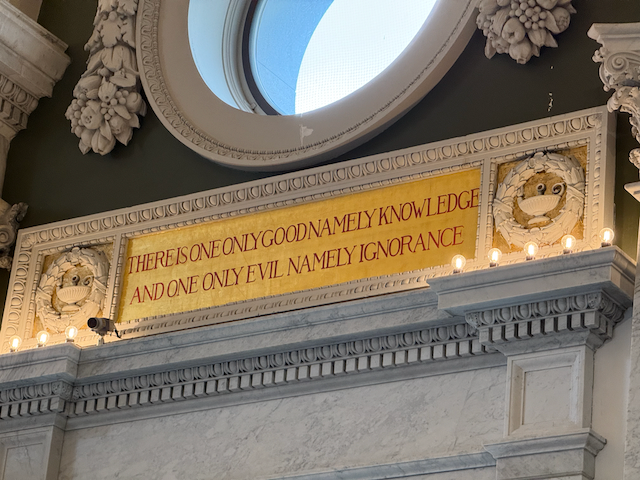 THERE IS ONE ONLY GOOD NAMELY KNOWLEDGE
AND ONE ONLY EVIL NAMELY IGNORANCE